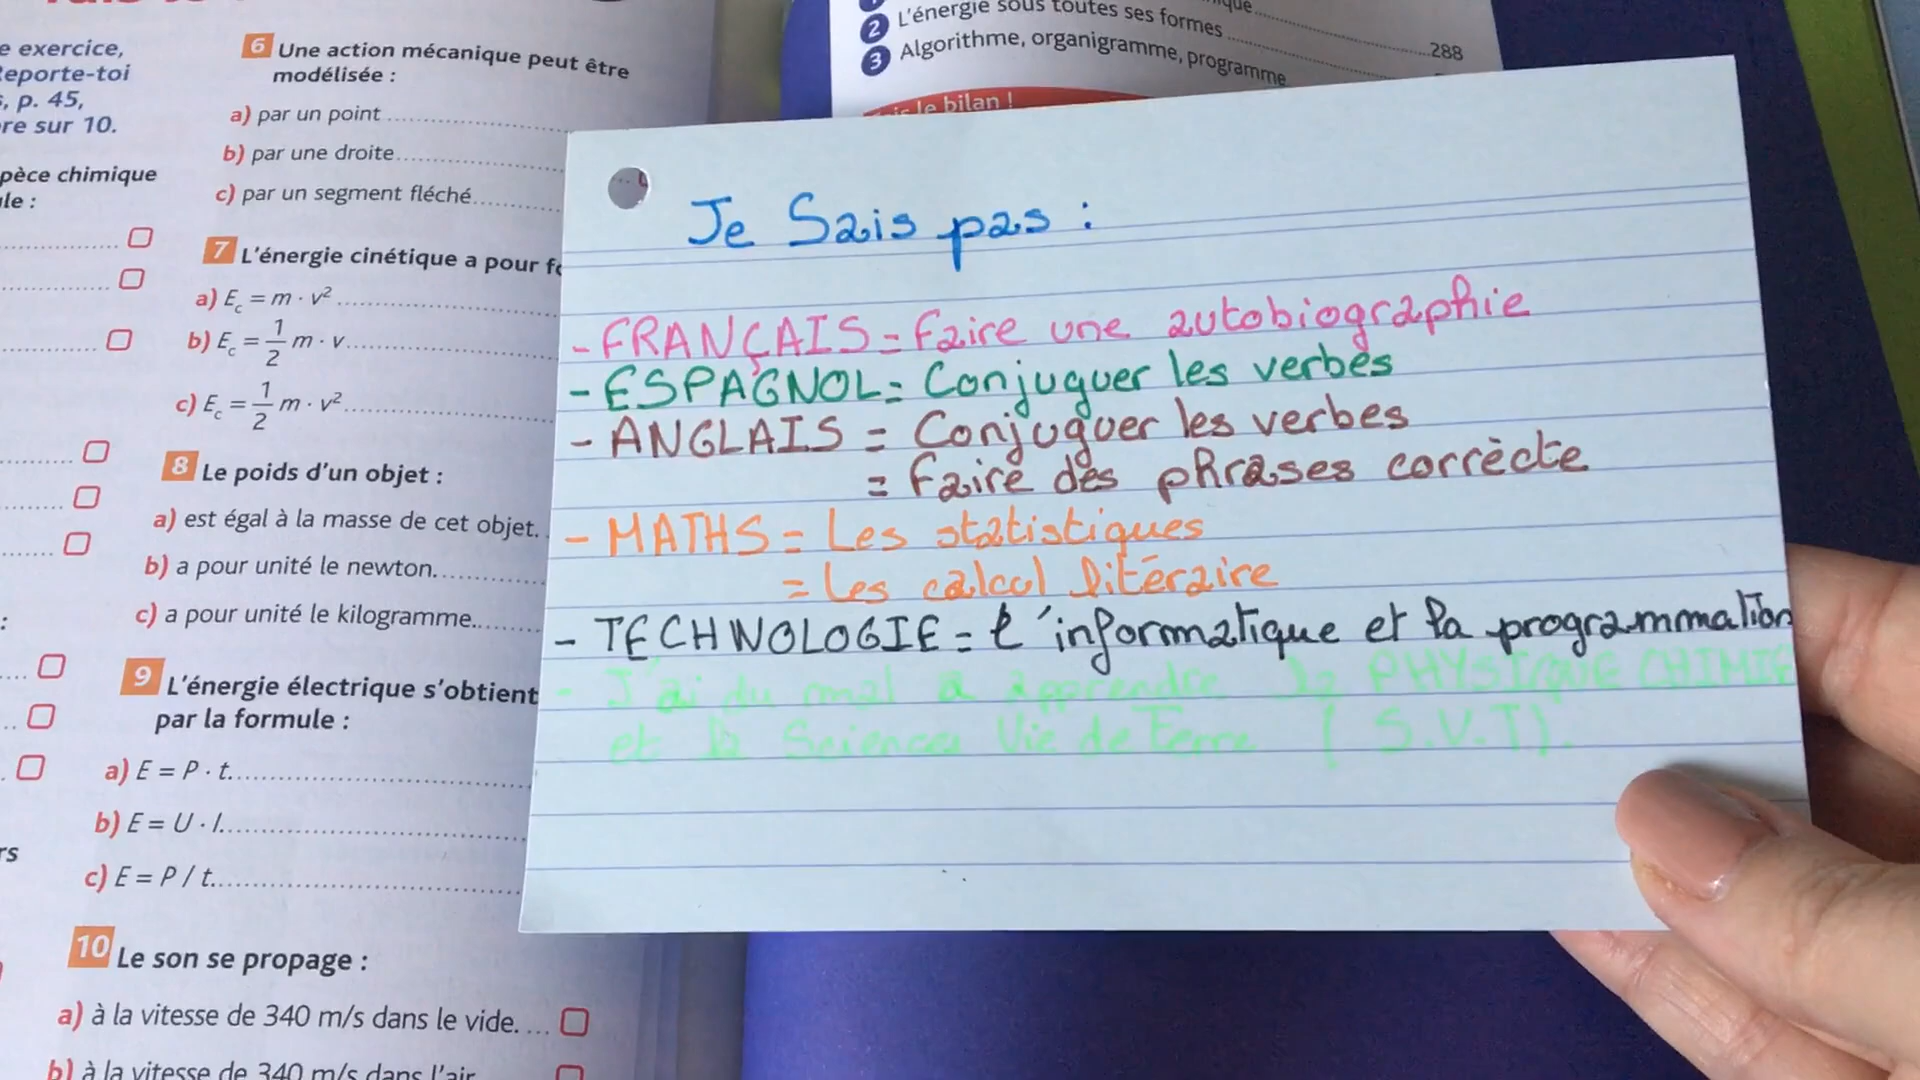 e exercice,
eporte-toi
, p. 45,
re sur 10.
pèce chimique
le :
6 Une action mécanique peut être
modélisée :
a) par un point
b) par une droite
c) par un segment fléché
7 L'énergie cinétique a pour fo
a) Ec = m · v²
b) Ec = 1/2 m · v
c) Ec = 1/2 m · v²
8 Le poids d'un objet :
a) est égal à la masse de cet objet.
b) a pour unité le newton.
c) a pour unité le kilogramme.
9 L'énergie électrique s'obtient
par la formule :
a) E = P · t
b) E = U · I
c) E = P / t
10 Le son se propage :
a) à la vitesse de 340 m/s dans le vide.
b) à la vitesse de 340 m/s dans l'air
rs
2 L'énergie sous toutes ses formes
288
3 Algorithme, organigramme, programme
le bilan !
Je Sais pas :
- FRANÇAIS = Faire une autobiographie
- ESPAGNOL = Conjuguer les verbes
- ANGLAIS = Conjuguer les verbes
= Faire des phrases corrècte
- MATHS = Les statistiques
= Les calcul litéraire
- TECHNOLOGIE = l'informatique et la programmation
- J'ai du mal a apprendre la PHYSIQUE CHIMIE
et la Sciences Vie de Terre ( S.V.T).